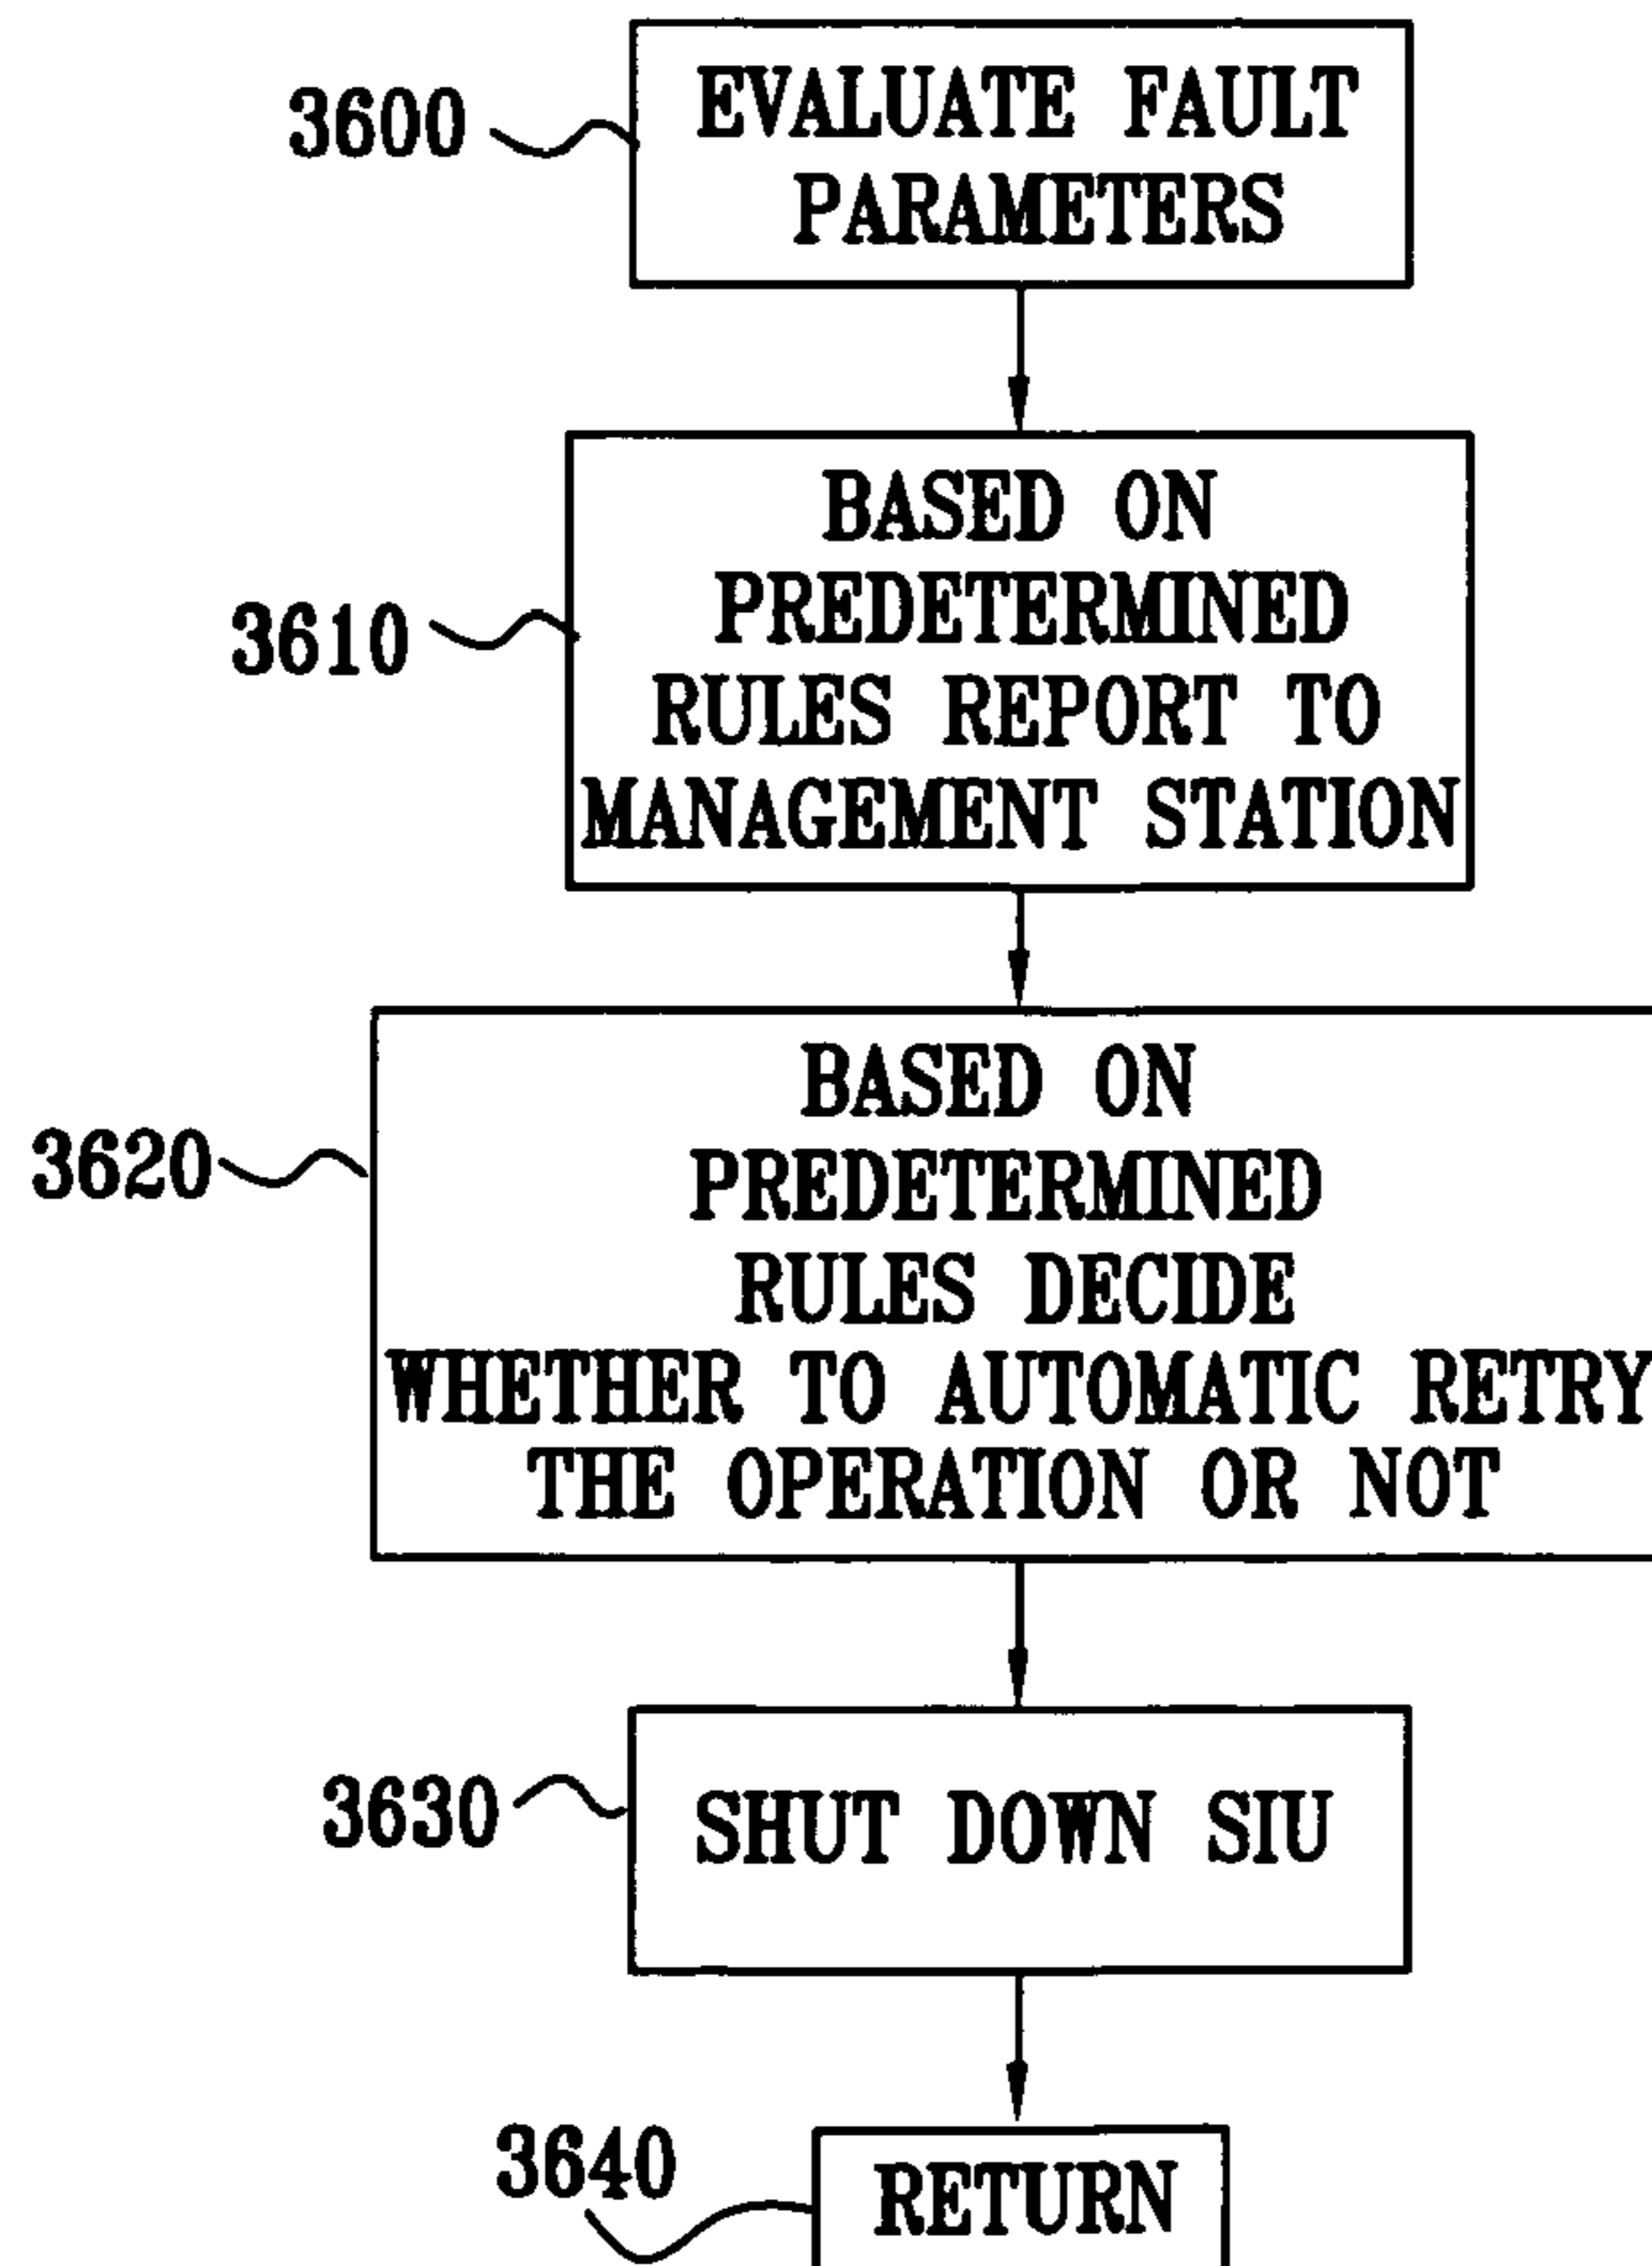 3600
EVALUATE FAULT
PARAMETERS
3610
BASED ON
PREDETERMINED
RULES REPORT TO
MANAGEMENT STATION
3620
BASED ON
PREDETERMINED
RULES DECIDE
WHETHER TO AUTOMATIC RETRY
THE OPERATION OR NOT
3630
SHUT DOWN SIU
3640
RETURN